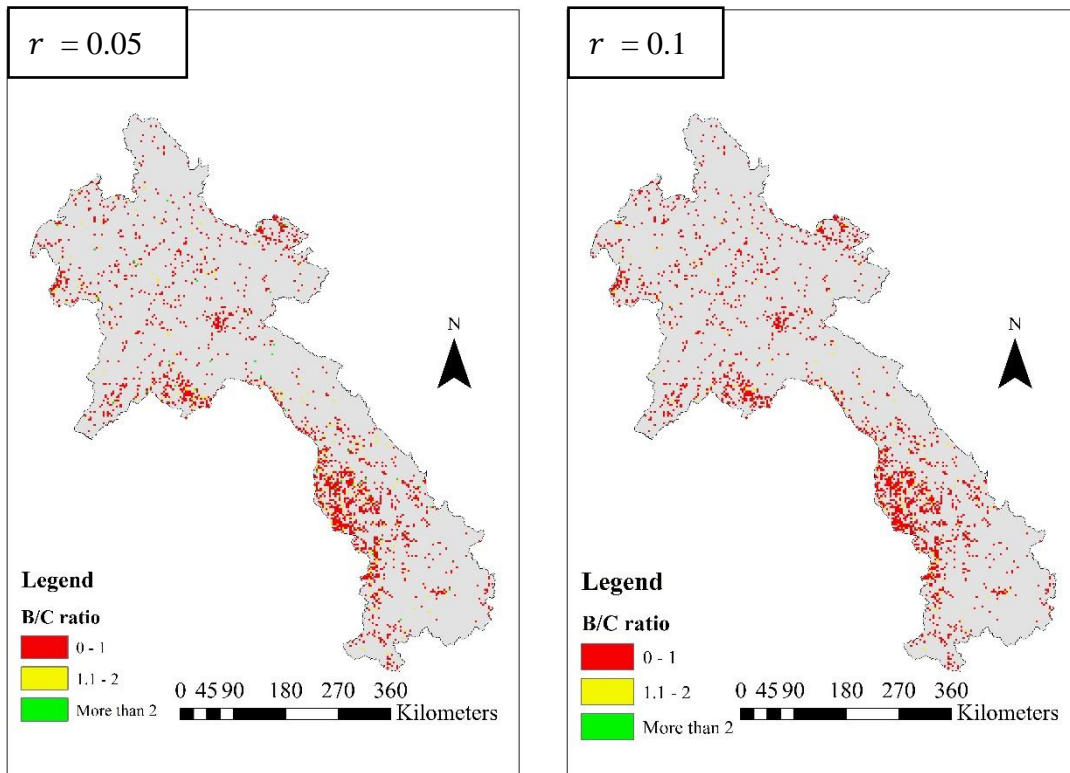 r = 0.05
N
Legend
B/C ratio
0 - 1
1.1 - 2
More than 2
0 45 90 180 270 360
Kilometers
r = 0.1
N
Legend
B/C ratio
0 - 1
1.1 - 2
More than 2
0 45 90 180 270 360
Kilometers